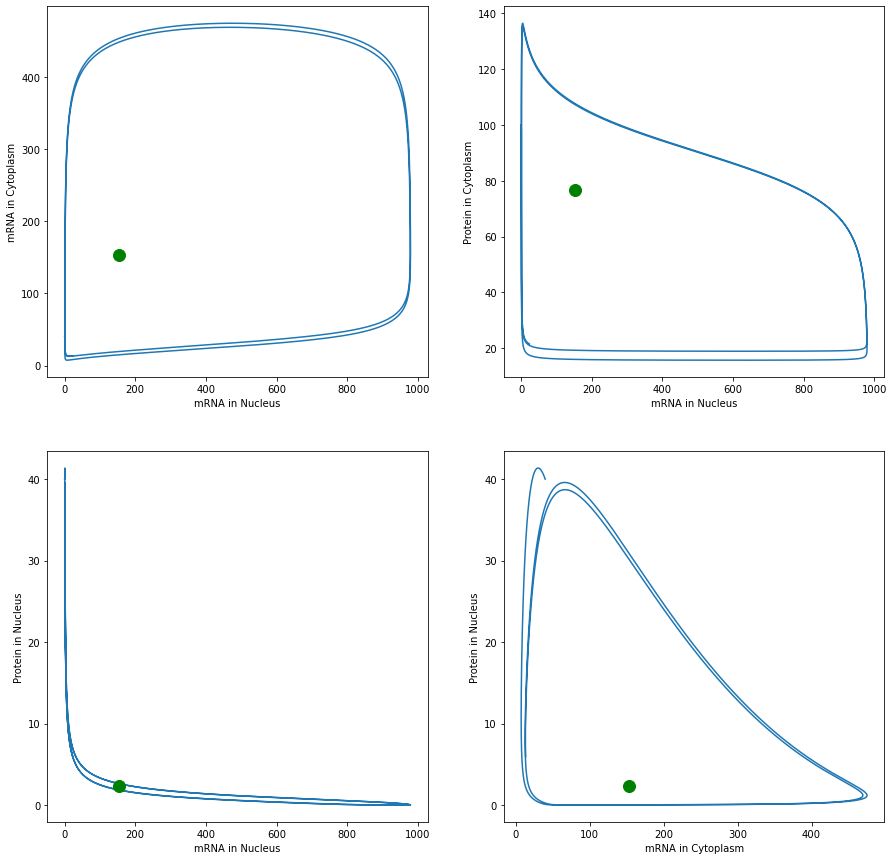 400
300
200
100
0
mRNA in Cytoplasm
0 200 400 600 800 1000
mRNA in Nucleus
140
120
100
80
60
40
20
Protein in Cytoplasm
0 200 400 600 800 1000
mRNA in Nucleus
40
30
20
10
0
Protein in Nucleus
0 200 400 600 800 1000
mRNA in Nucleus
40
30
20
10
0
Protein in Nucleus
0 100 200 300 400
mRNA in Cytoplasm